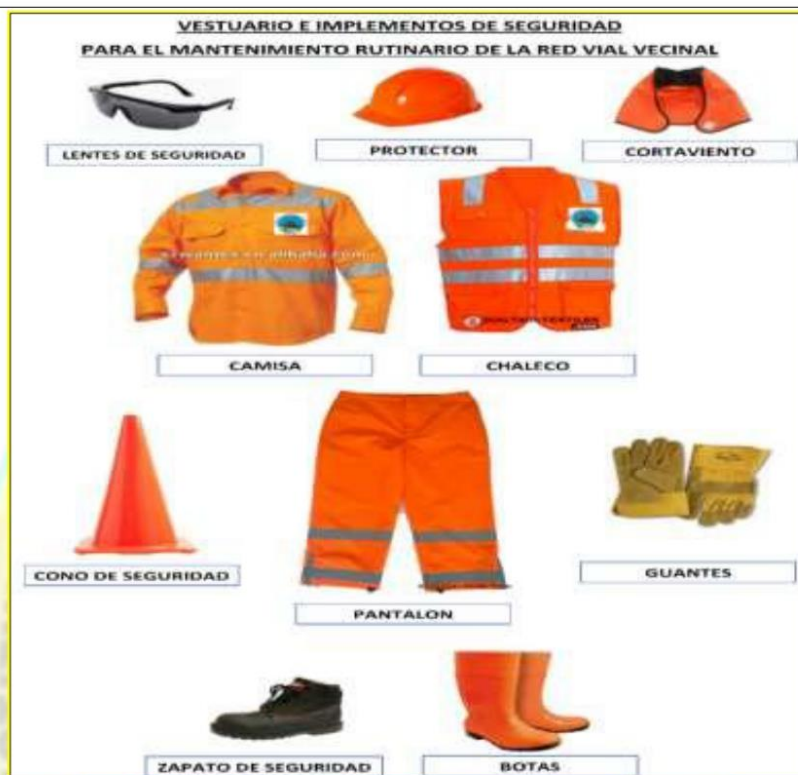 VESTUARIO E IMPLEMENTOS DE SEGURIDAD
PARA EL MANTENIMIENTO RUTINARIO DE LA RED VIAL VECINAL
LENTES DE SEGURIDAD
PROTECTOR
CORTAVIENTO
CAMISA
CHALECO
CONO DE SEGURIDAD
GUANTES
PANTALON
ZAPATO DE SEGURIDAD
BOTAS